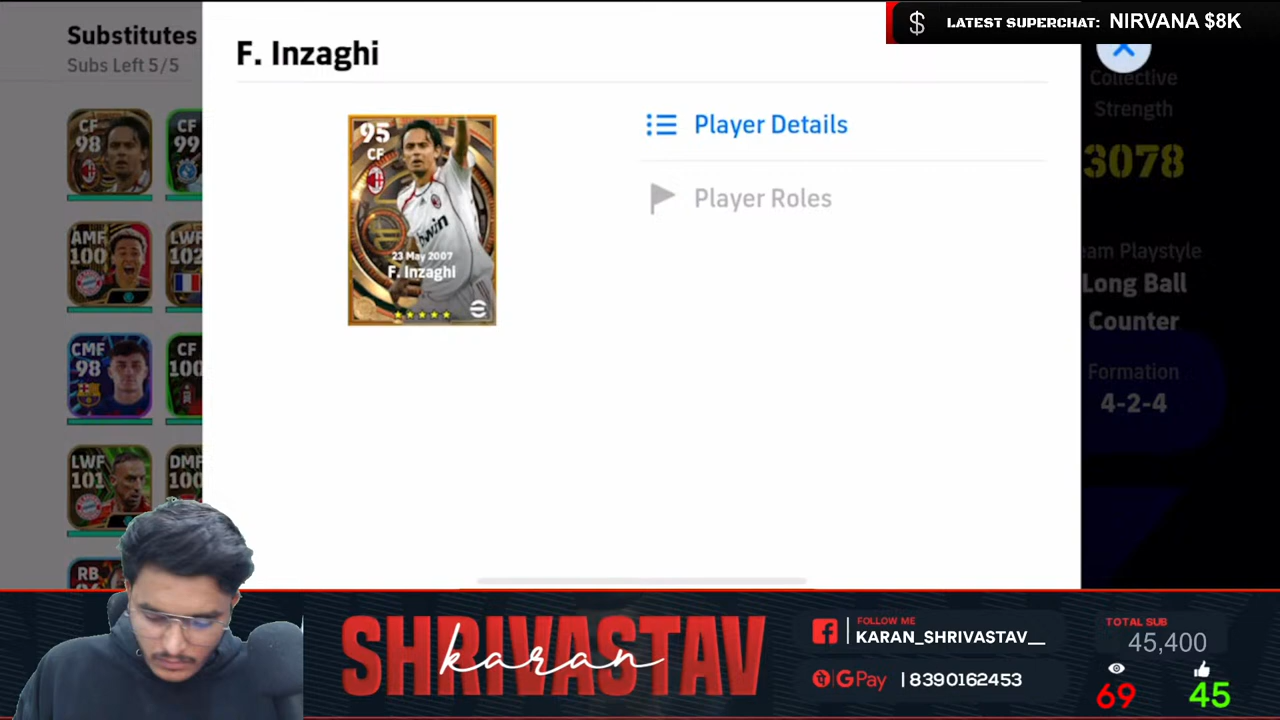 Substitutes
Subs Left 5/5
F. Inzaghi
LATEST SUPERCHAT: NIRVANA $8K
CF
98
CF
99
AMF
100
LWF
102
CMF
98
CF
100
LWF
101
DMF
100
RB
95
CF
bwin
23 May 2007
F. Inzaghi
Player Details
Player Roles
Collective
Strength
3078
eam Playstyle
Long Ball
Counter
Formation
4-2-4
SHRIVASTAV
karan
FOLLOW ME
KARAN_SHRIVASTAV__
GPay | 8390162453
TOTAL SUB
45,400
69
45